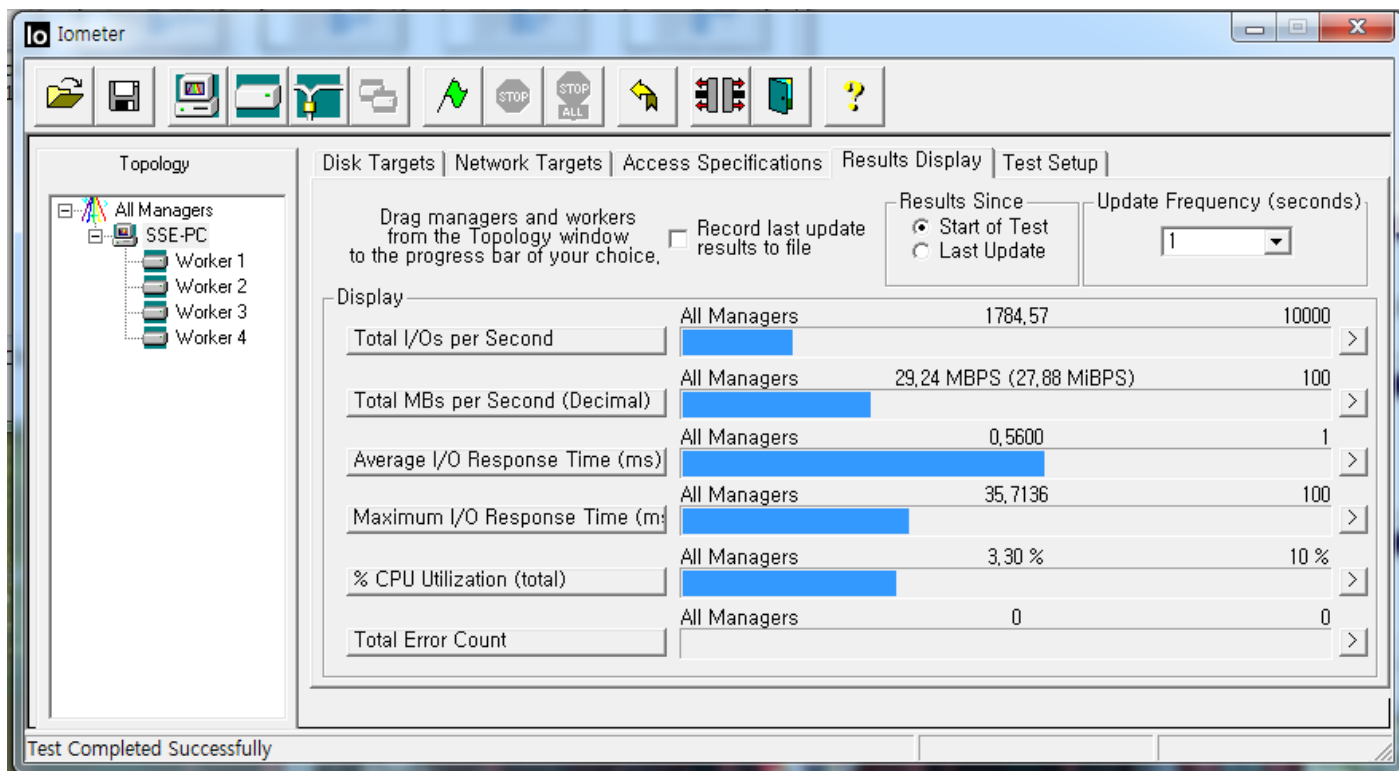 Iometer
STOP
STOP
ALL
Topology
All Managers
SSE-PC
Worker 1
Worker 2
Worker 3
Worker 4
Disk Targets
Network Targets
Access Specifications
Results Display
Test Setup
Drag managers and workers
from the Topology window
to the progress bar of your choice.
Record last update
results to file
Results Since
Start of Test
Last Update
Update Frequency (seconds)
1
Display
All Managers 1784.57 10000
Total I/Os per Second >
All Managers 29.24 MBPS (27.88 MiBPS) 100
Total MBs per Second (Decimal) >
All Managers 0.5600 1
Average I/O Response Time (ms) >
All Managers 35.7136 100
Maximum I/O Response Time (m >
All Managers 3.30 % 10 %
% CPU Utilization (total) >
All Managers 0 0
Total Error Count >
Test Completed Successfully